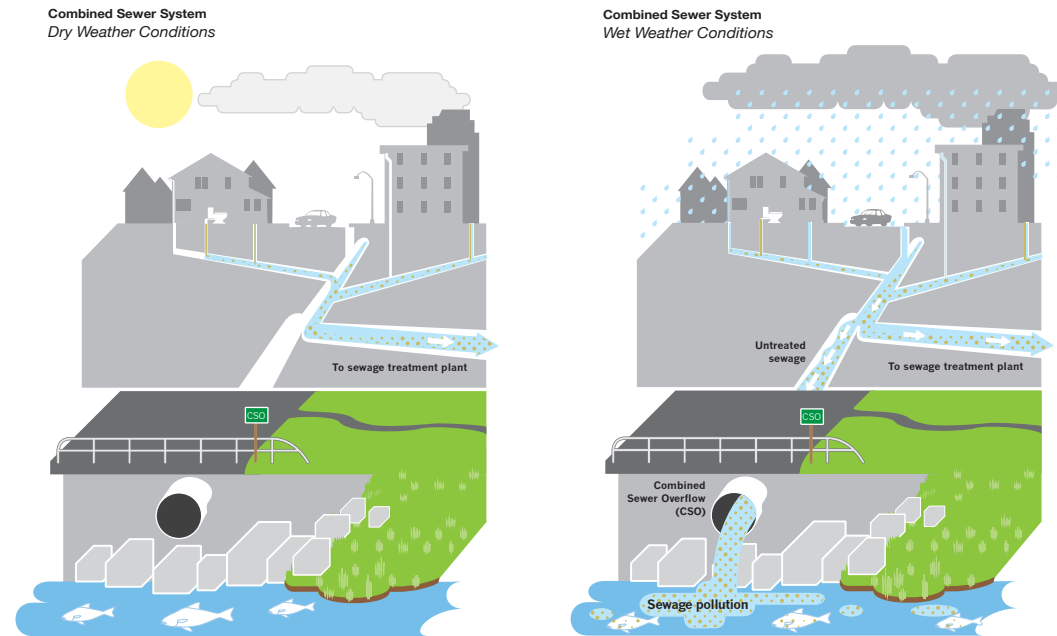 Combined Sewer System
Dry Weather Conditions
To sewage treatment plant
CSO
Combined Sewer System
Wet Weather Conditions
Untreated
sewage
To sewage treatment plant
CSO
Combined
Sewer Overflow
(CSO)
Sewage pollution